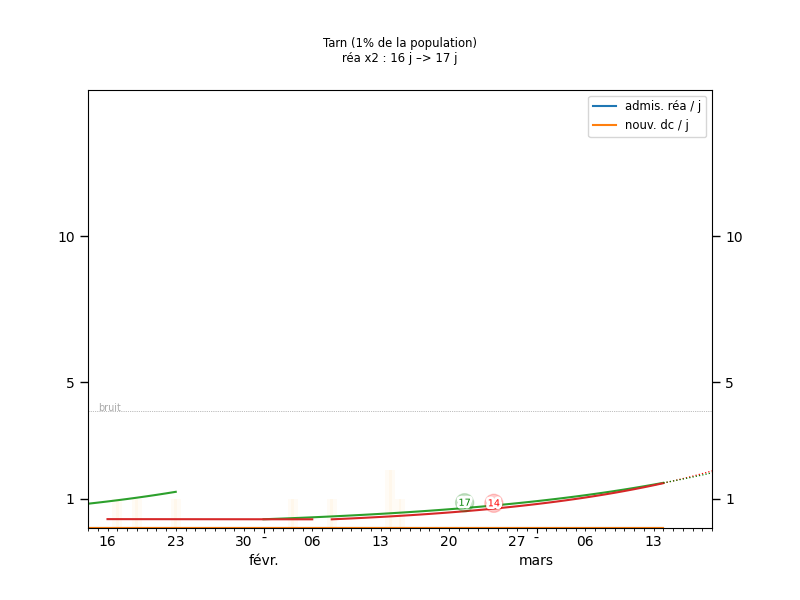 Tarn (1% de la population)
réa x2 : 16 j –> 17 j
admis. réa / j
nouv. dc / j
10 10
5 5
bruit
17 14
1 1
16 23 30 - 06 13 20 27 - 06 13
févr. mars